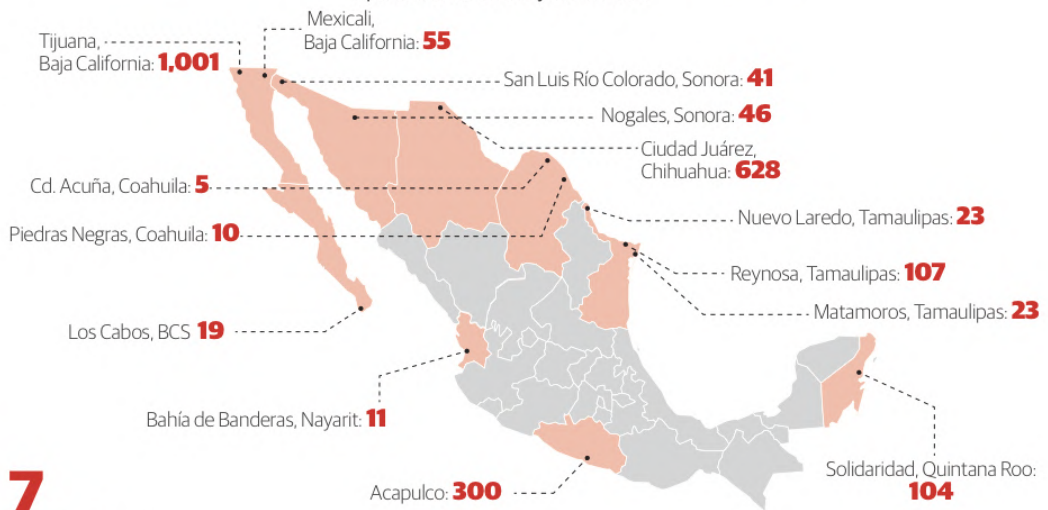 Mexicali,
Baja California: 55
Tijuana,
Baja California: 1,001
San Luis Río Colorado, Sonora: 41
Nogales, Sonora: 46
Ciudad Juárez,
Chihuahua: 628
Cd. Acuña, Coahuila: 5
Nuevo Laredo, Tamaulipas: 23
Piedras Negras, Coahuila: 10
Reynosa, Tamaulipas: 107
Matamoros, Tamaulipas: 23
Los Cabos, BCS 19
Bahía de Banderas, Nayarit: 11
Solidaridad, Quintana Roo:
104
Acapulco: 300
7